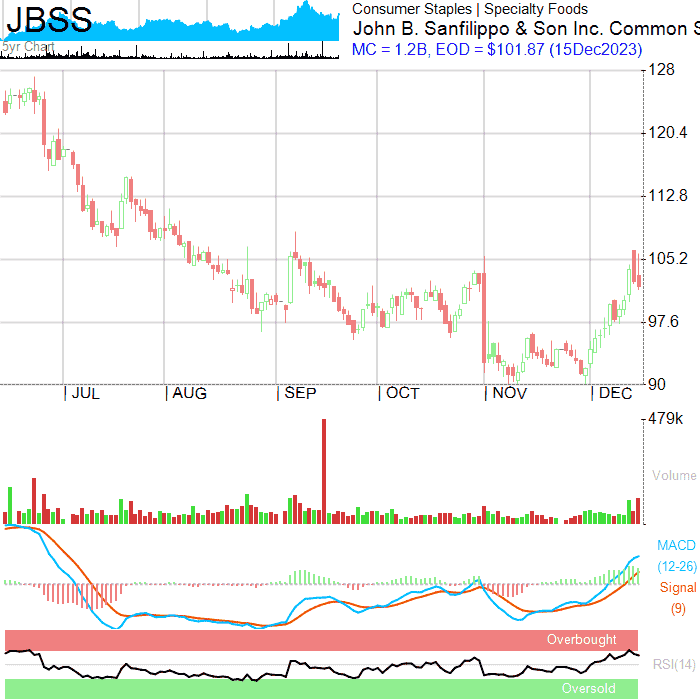 JBSS
5yr Chart
Consumer Staples | Specialty Foods
John B. Sanfilippo & Son Inc. Common S
MC = 1.2B, EOD = $101.87 (15Dec2023)
128
120.4
112.8
105.2
97.6
90
JUL AUG SEP OCT NOV DEC
479k
Volume
MACD
(12-26)
Signal
(9)
Overbought
RSI(14)
Oversold